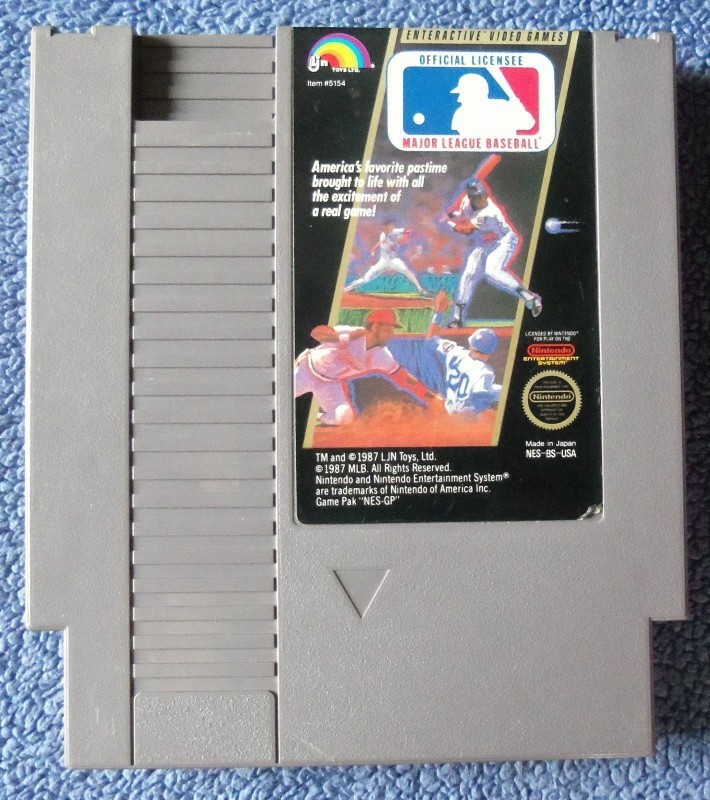 ENTERACTIVE™ VIDEO GAMES
LJN
TOYS LTD.
Item #5154
OFFICIAL LICENSEE
MAJOR LEAGUE BASEBALL
America's favorite pastime
brought to life with all
the excitement of
a real game!
20
LICENSED BY NINTENDO®
FOR PLAY ON THE
Nintendo
ENTERTAINMENT
SYSTEM
Nintendo
Made in Japan
NES-BS-USA
TM and ©1987 LJN Toys, Ltd.
©1987 MLB. All Rights Reserved.
Nintendo and Nintendo Entertainment System®
are trademarks of Nintendo of America Inc.
Game Pak "NES-GP"